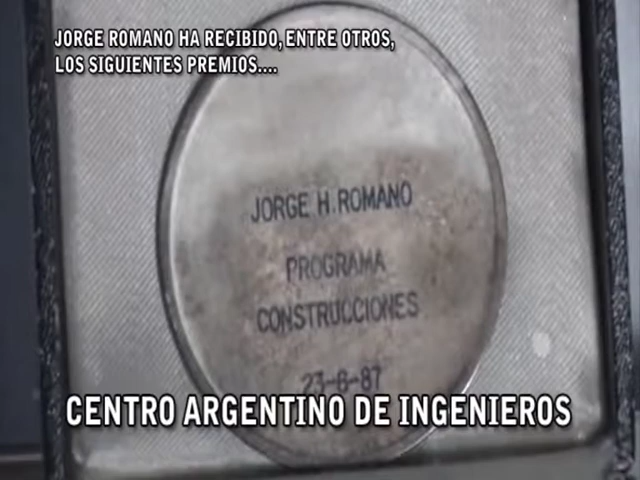 JORGE ROMANO HA RECIBIDO, ENTRE OTROS,
LOS SIGUIENTES PREMIOS....
JORGE H. ROMANO
PROGRAMA
CONSTRUCCIONES
23-6-87
CENTRO ARGENTINO DE INGENIEROS